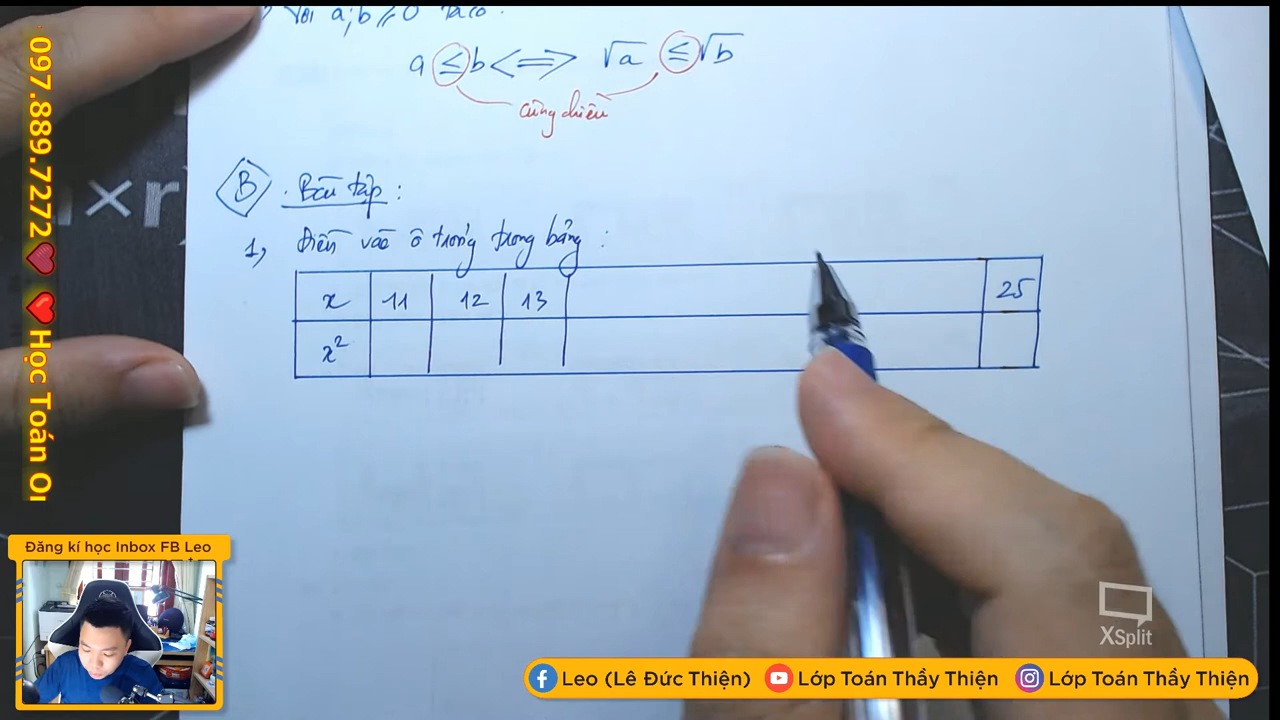 Với a;b ≥ 0 ta có:
a ≤ b <=> √a ≤ √b
cùng chiều
B . Bài tập :
1, Điền vào ô trống trong bảng :
x 11 12 13 25
x²
097.889.7272 Học Toán On
Đăng kí học Inbox FB Leo
XSplit
Leo (Lê Đức Thiện) Lớp Toán Thầy Thiện Lớp Toán Thầy Thiện